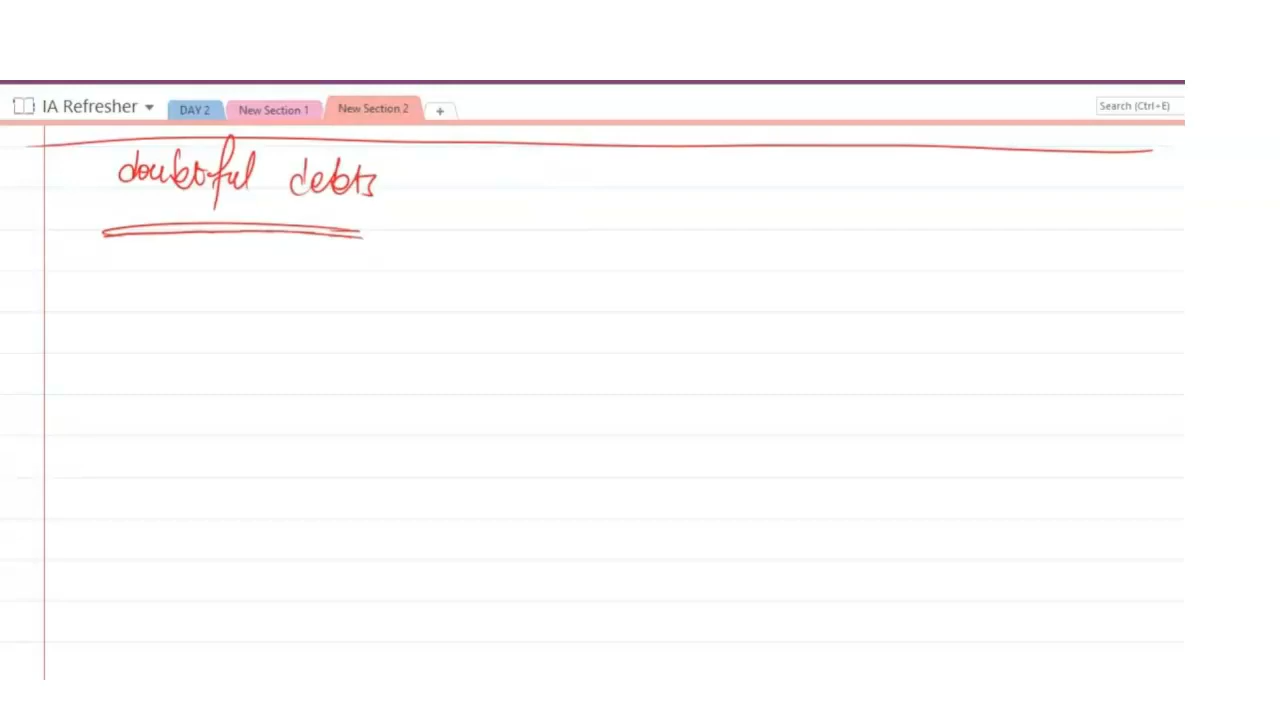 IA Refresher DAY 2 New Section 1 New Section 2 + Search (Ctrl+E)
doubtful debts